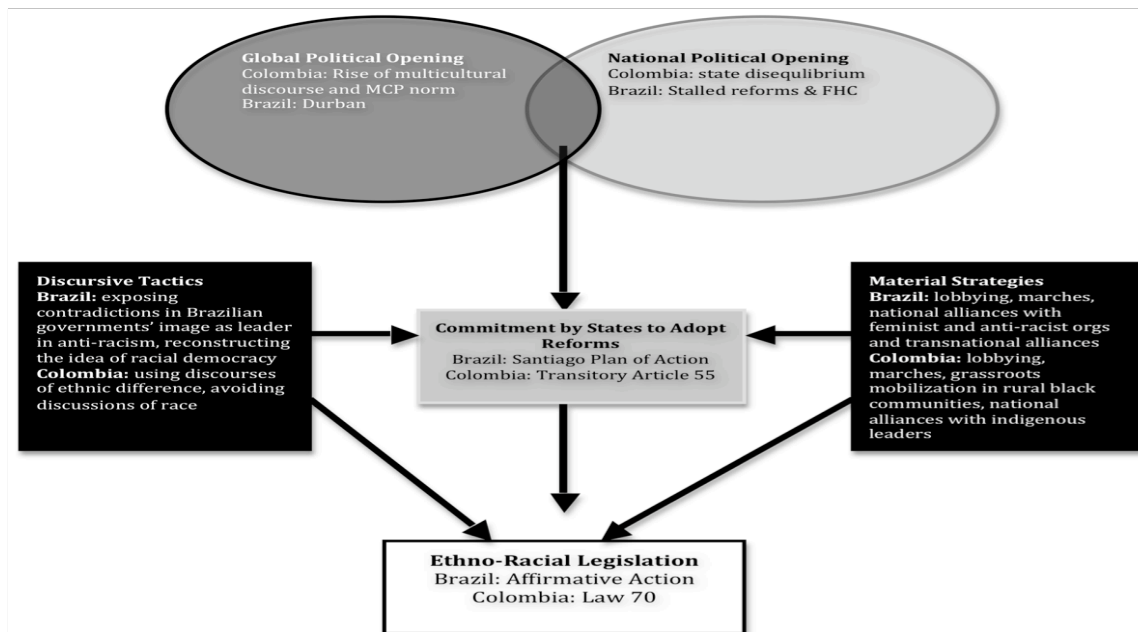 Global Political Opening
Colombia: Rise of multicultural
discourse and MCP norm
Brazil: Durban
National Political Opening
Colombia: state disequlibrium
Brazil: Stalled reforms & FHC
Discursive Tactics
Brazil: exposing
contradictions in Brazilian
governments' image as leader
in anti-racism, reconstructing
the idea of racial democracy
Colombia: using discourses
of ethnic difference, avoiding
discussions of race
Commitment by States to Adopt
Reforms
Brazil: Santiago Plan of Action
Colombia: Transitory Article 55
Material Strategies
Brazil: lobbying, marches,
national alliances with
feminist and anti-racist orgs
and transnational alliances
Colombia: lobbying,
marches, grassroots
mobilization in rural black
communities, national
alliances with indigenous
leaders
Ethno-Racial Legislation
Brazil: Affirmative Action
Colombia: Law 70